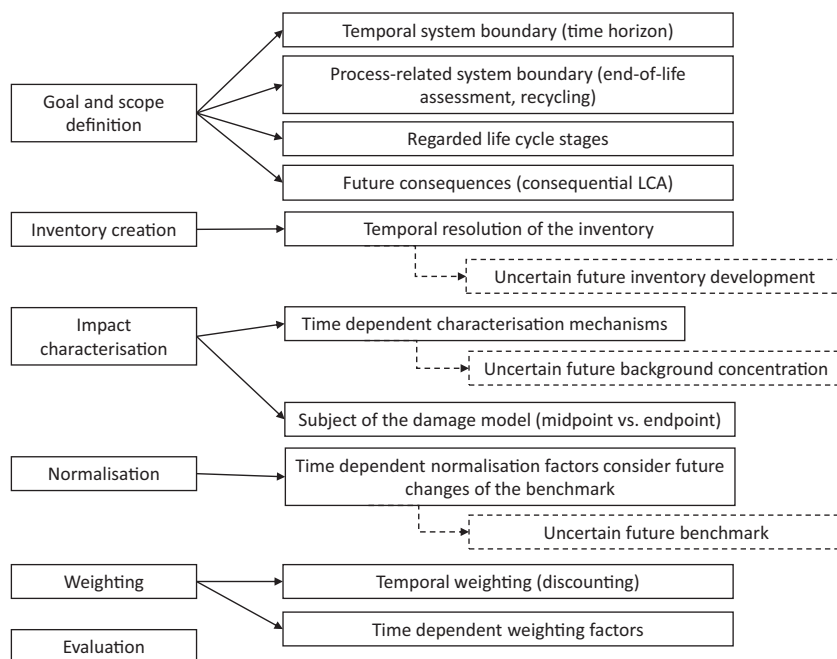 Temporal system boundary (time horizon)
Process-related system boundary (end-of-life
assessment, recycling)
Goal and scope
definition
Regarded life cycle stages
Future consequences (consequential LCA)
Inventory creation
Temporal resolution of the inventory
Uncertain future inventory development
Impact
characterisation
Time dependent characterisation mechanisms
Uncertain future background concentration
Subject of the damage model (midpoint vs. endpoint)
Normalisation
Time dependent normalisation factors consider future
changes of the benchmark
Uncertain future benchmark
Weighting
Temporal weighting (discounting)
Time dependent weighting factors
Evaluation